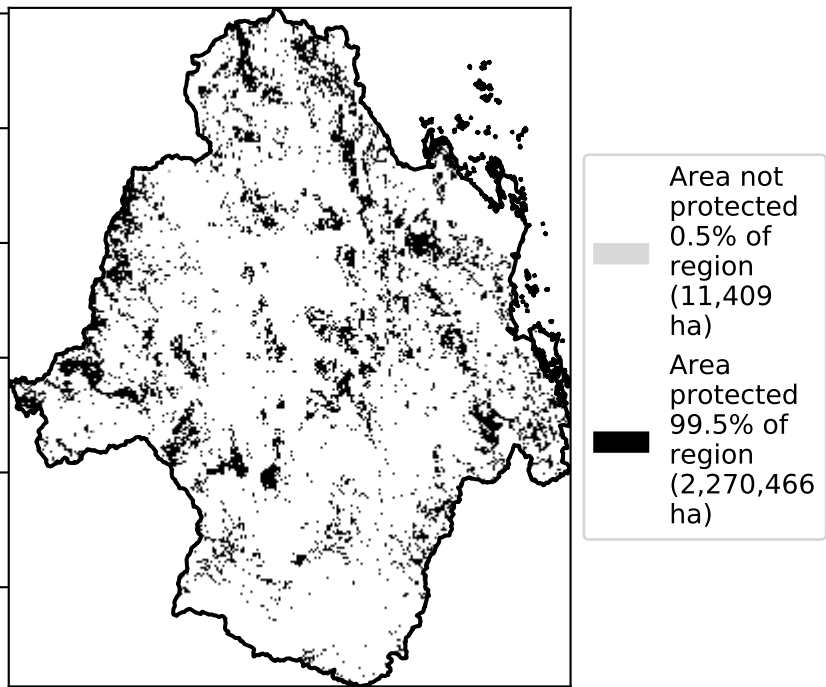 Area not
protected
0.5% of
region
(11,409
ha)
Area
protected
99.5% of
region
(2,270,466
ha)